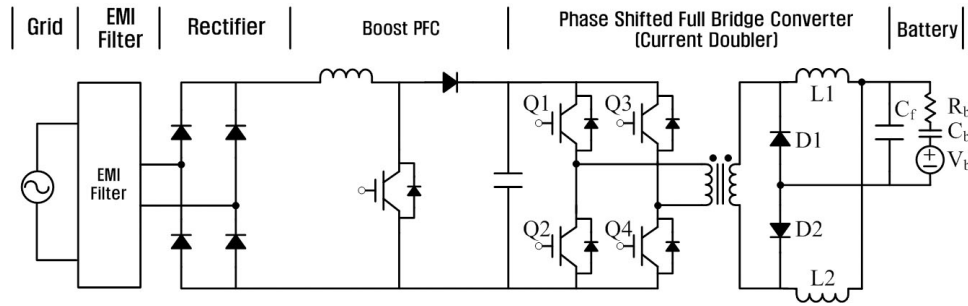 Grid
EMI
Filter
Rectifier
Boost PFC
Phase Shifted Full Bridge Converter
(Current Doubler)
Battery
EMI
Filter
Q1
Q3
Q2
Q4
L1
D1
D2
L2
Cf
Rb
Cb
Vb